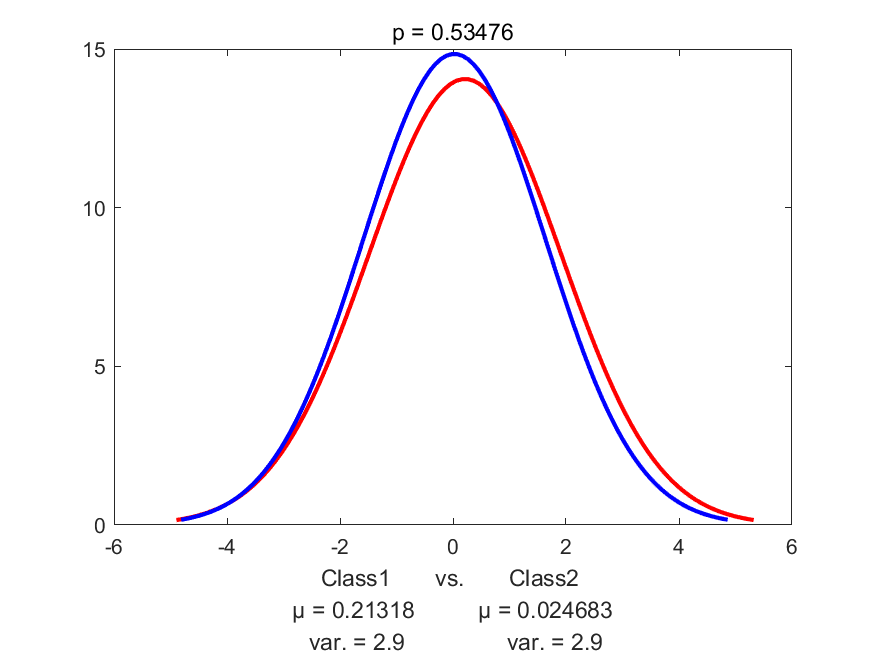 p = 0.53476
15
10
5
0
-6 -4 -2 0 2 4 6
Class1 vs. Class2
μ = 0.21318 μ = 0.024683
var. = 2.9 var. = 2.9